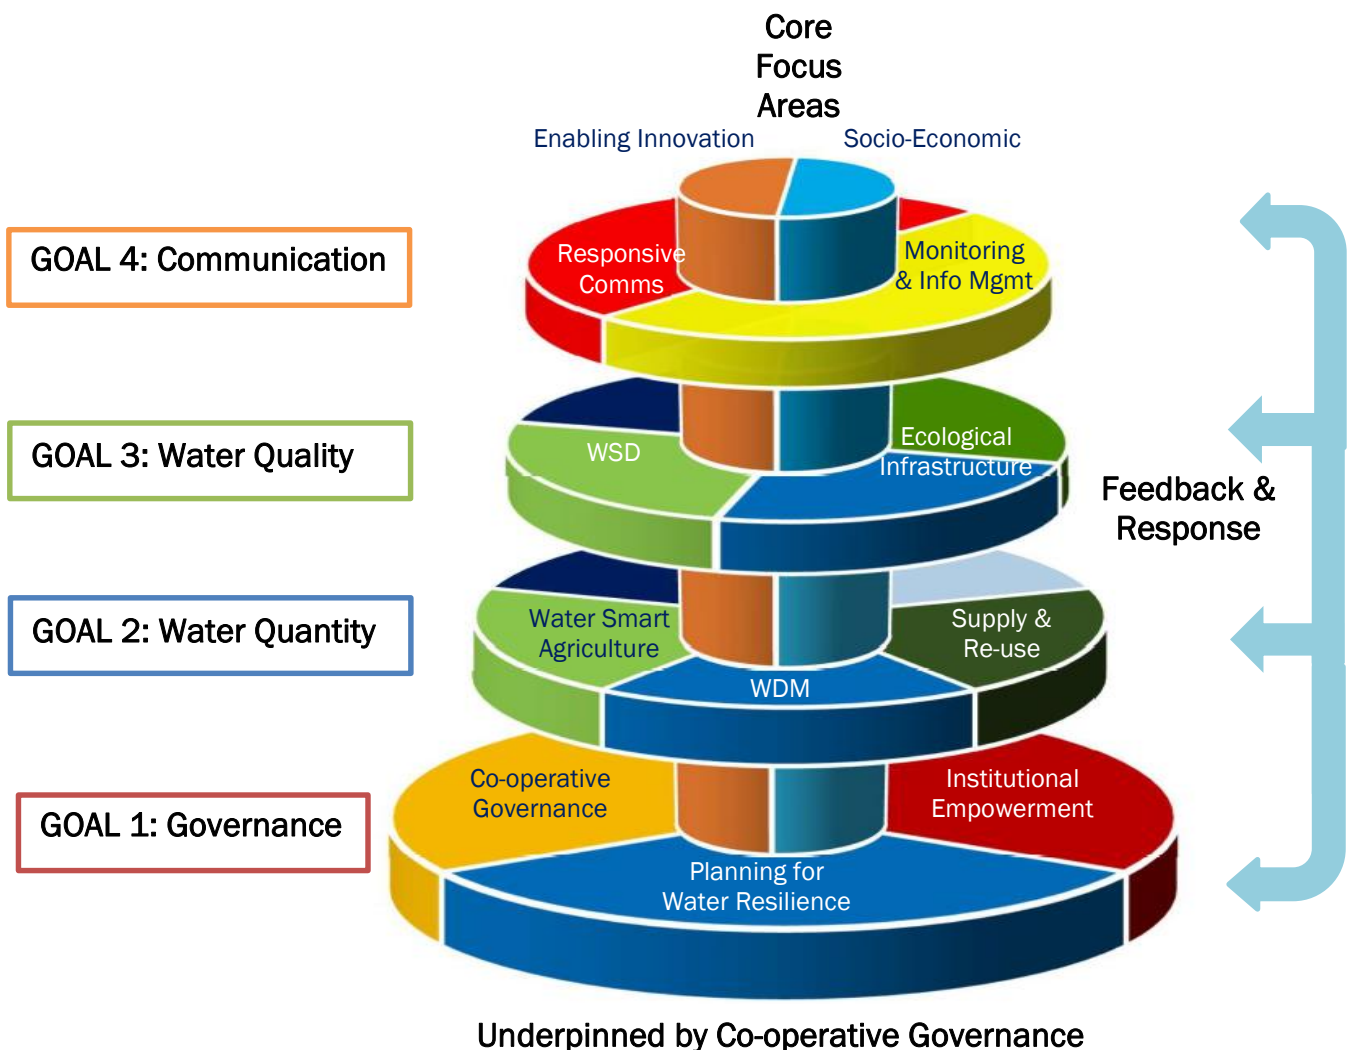 Core
Focus
Areas
Enabling Innovation
Socio-Economic
GOAL 4: Communication
Responsive
Comms
Monitoring
& Info Mgmt
GOAL 3: Water Quality
WSD
Ecological
Infrastructure
Feedback &
Response
GOAL 2: Water Quantity
Water Smart
Agriculture
WDM
Supply &
Re-use
GOAL 1: Governance
Co-operative
Governance
Institutional
Empowerment
Planning for
Water Resilience
Underpinned by Co-operative Governance